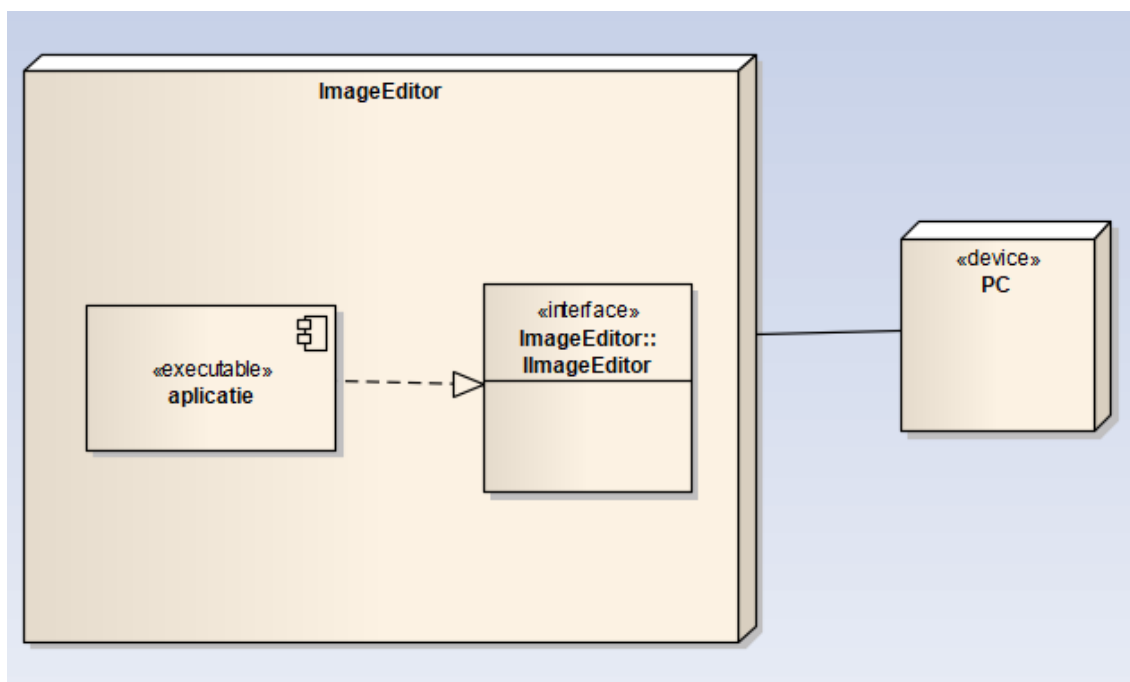 ImageEditor
«executable»
aplicatie
«interface»
ImageEditor::
IImageEditor
«device»
PC